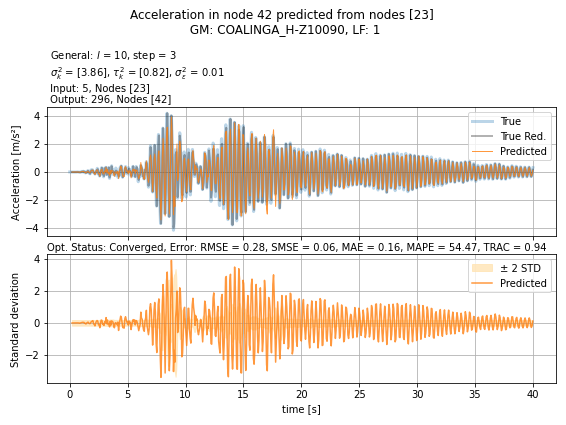 Acceleration in node 42 predicted from nodes [23]
GM: COALINGA_H-Z10090, LF: 1
General: l = 10, step = 3
σ²ₖ = [3.86], τ²ₖ = [0.82], σ²ε = 0.01
Input: 5, Nodes [23]
Output: 296, Nodes [42]
Acceleration [m/s²]
4
2
0
−2
−4
True
True Red.
Predicted
Opt. Status: Converged, Error: RMSE = 0.28, SMSE = 0.06, MAE = 0.16, MAPE = 54.47, TRAC = 0.94
Standard deviation
4
2
0
−2
± 2 STD
Predicted
0 5 10 15 20 25 30 35 40
time [s]